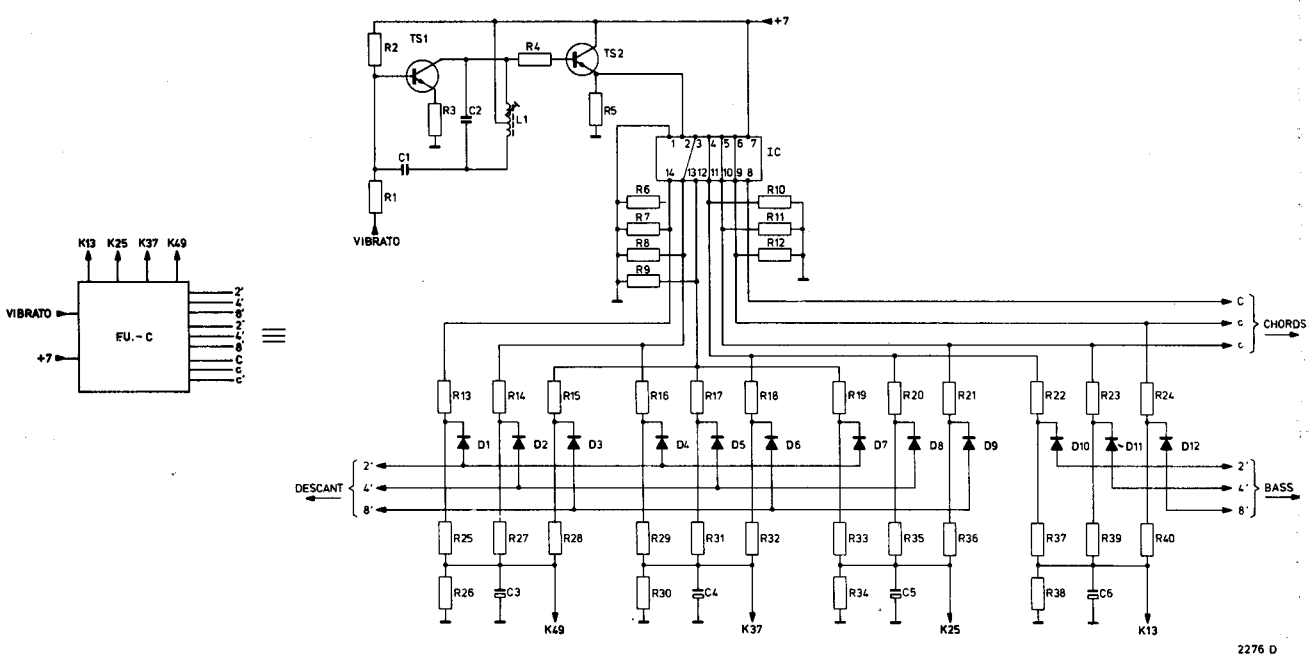 +7
R2
TS1
R4
TS2
R3
C2
L1
R5
C1
R1
VIBRATO
1 2 3 4 5 6 7
IC
14 13 12 11 10 9 8
R6
R7
R8
R9
R10
R11
R12
K13 K25 K37 K49
VIBRATO
+7
F.U.-C
2'
4'
8'
2'
4'
8'
C
c
c'
C
c
c
CHORDS
R13 R14 R15 R16 R17 R18 R19 R20 R21 R22 R23 R24
D1 D2 D3 D4 D5 D6 D7 D8 D9 D10 D11 D12
DESCANT
2'
4'
8'
2'
4'
8'
BASS
R25 R27 R28 R29 R31 R32 R33 R35 R36 R37 R39 R40
R26 C3 R30 C4 R34 C5 R38 C6
K49 K37 K25 K13
2276 D